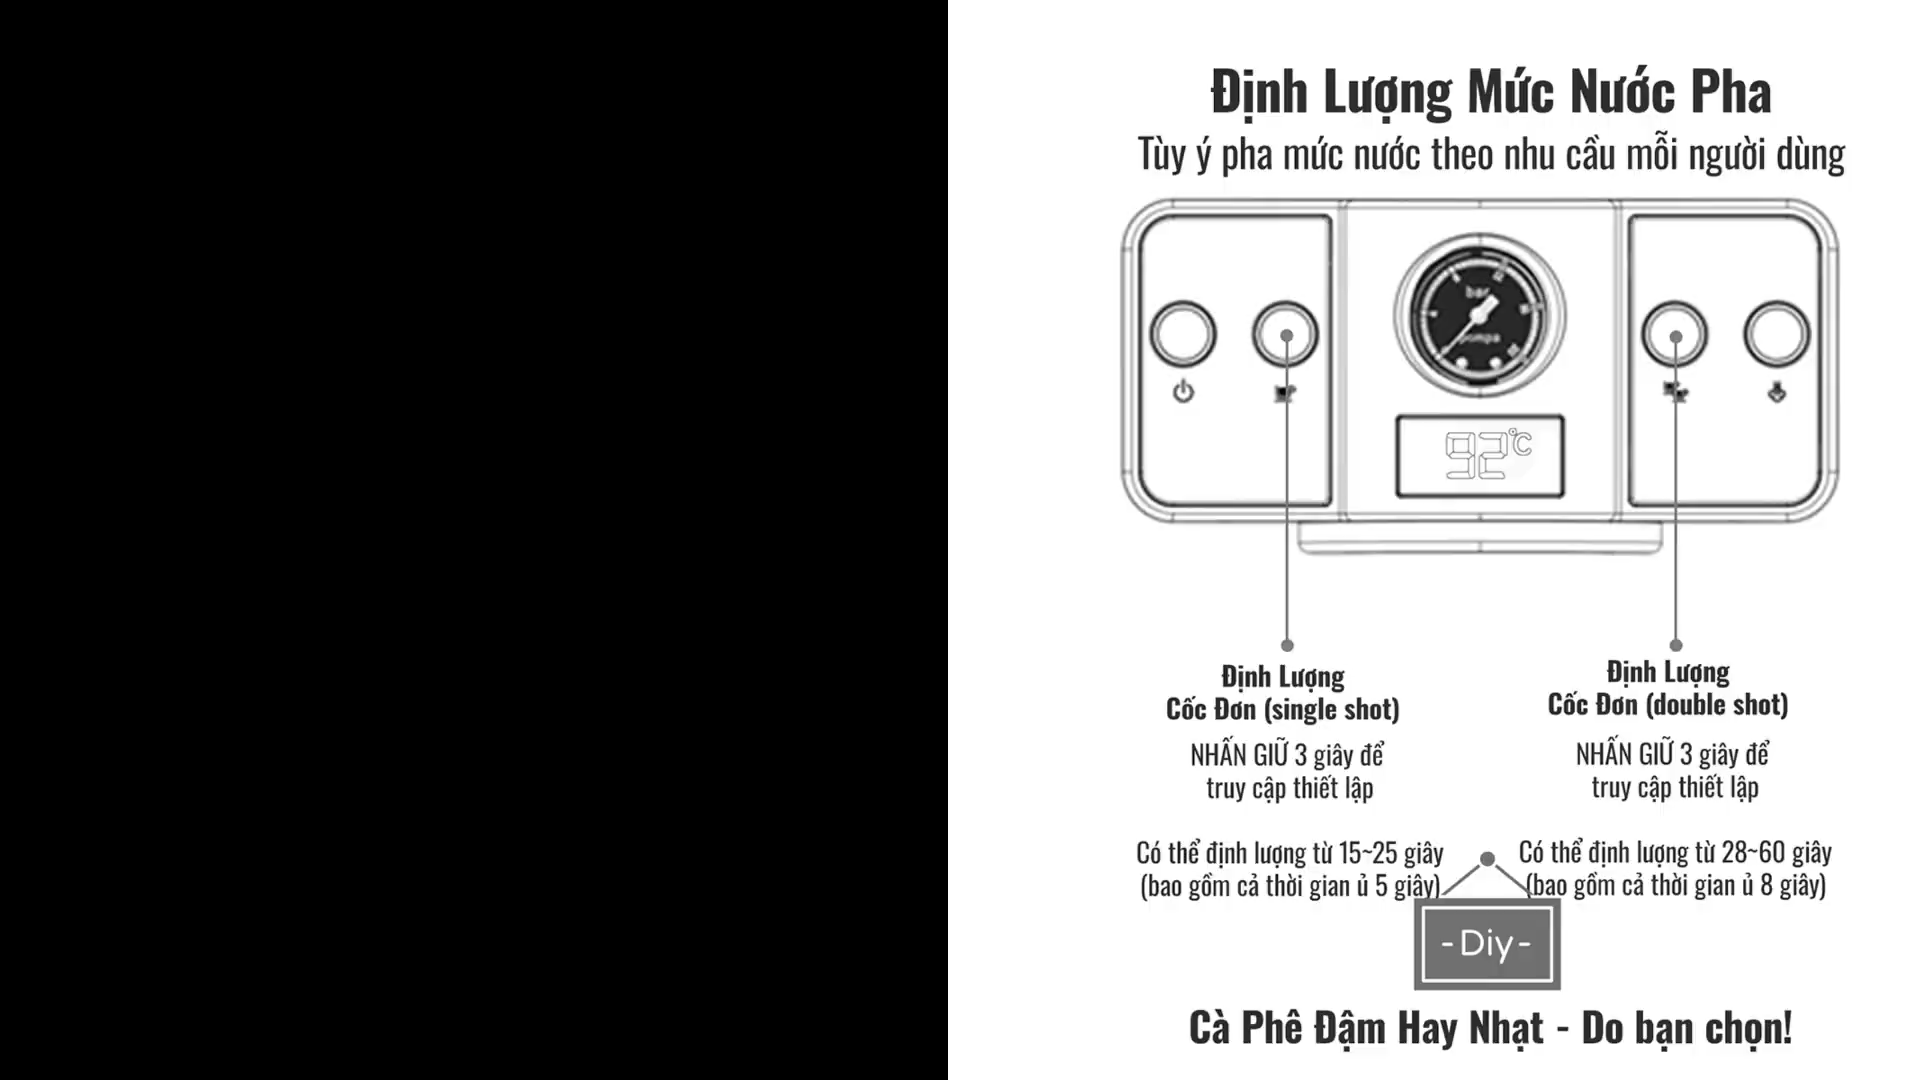 Định Lượng Mức Nước Pha
Tùy ý pha mức nước theo nhu cầu mỗi người dùng
bar
pompa
92°C
Định Lượng
Cốc Đơn (single shot)
NHẤN GIỮ 3 giây để
truy cập thiết lập
Có thể định lượng từ 15~25 giây
(bao gồm cả thời gian ủ 5 giây)
Định Lượng
Cốc Đơn (double shot)
NHẤN GIỮ 3 giây để
truy cập thiết lập
Có thể định lượng từ 28~60 giây
(bao gồm cả thời gian ủ 8 giây)
-Diy-
Cà Phê Đậm Hay Nhạt - Do bạn chọn!